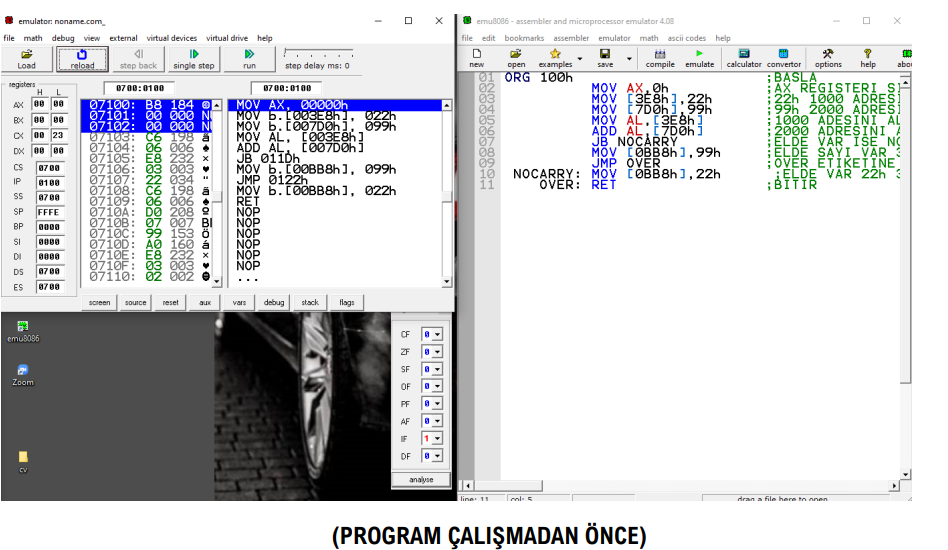 emulator: noname.com_
file math debug view external virtual devices virtual drive help
Load reload step back single step run step delay ms: 0
registers 0700:0100 0700:0100
H L
AX 00 00
BX 00 00
CX 00 23
DX 00 00
CS 0700
IP 0100
SS 0700
SP FFFE
BP 0000
SI 0000
DI 0000
DS 0700
ES 0700
07100: B8 184
07101: 00 000 N
07102: 00 000 N
07103: C6 198 ã
07104: 06 006 ♠
07105: E8 232 ×
07106: 03 003 ♥
07107: 22 034 "
07108: C6 198 ã
07109: 06 006 ♠
0710A: D0 208 º
0710B: 07 007 B
0710C: 99 153 Ö
0710D: A0 160 á
0710E: E8 232 ×
0710F: 03 003 ♥
07110: 02 002 ☻
MOV AX, 00000h
MOV b.[003E8h], 022h
MOV b.[007D0h], 099h
MOV AL, [003E8h]
ADD AL, [007D0h]
JB 011Dh
MOV b.[00BB8h], 099h
JMP 0122h
MOV b.[00BB8h], 022h
RET
NOP
NOP
NOP
NOP
NOP
NOP
...
screen source reset aux vars debug stack flags
emu8086
Zoom
cv
CF 0
ZF 0
SF 0
OF 0
PF 0
AF 0
IF 1
DF 0
analyse
emu8086 - assembler and microprocessor emulator 4.08
file edit bookmarks assembler emulator math ascii codes help
new open examples save compile emulate calculator convertor options help abou
01 ORG 100h ;BASLA
02 MOV AX,0h ;AX REGISTERI SI
03 MOV [3E8h],22h ;22h 1000 ADRESI
04 MOV [7D0h],99h ;99h 2000 ADRESI
05 MOV AL,[3E8h] ;1000 ADESINI AL
06 ADD AL,[7D0h] ;2000 ADRESINI A
07 JB NOCARRY ;ELDE VAR ISE NO
08 MOV [0BB8h],99h ;ELDE SAYI VAR 3
09 JMP OVER ;OVER ETIKETINE
10 NOCARRY: MOV [0BB8h],22h ;ELDE VAR 22h 3
11 OVER: RET ;BITIR
line: 11 col: 5 drag a file here to open
(PROGRAM ÇALIŞMADAN ÖNCE)